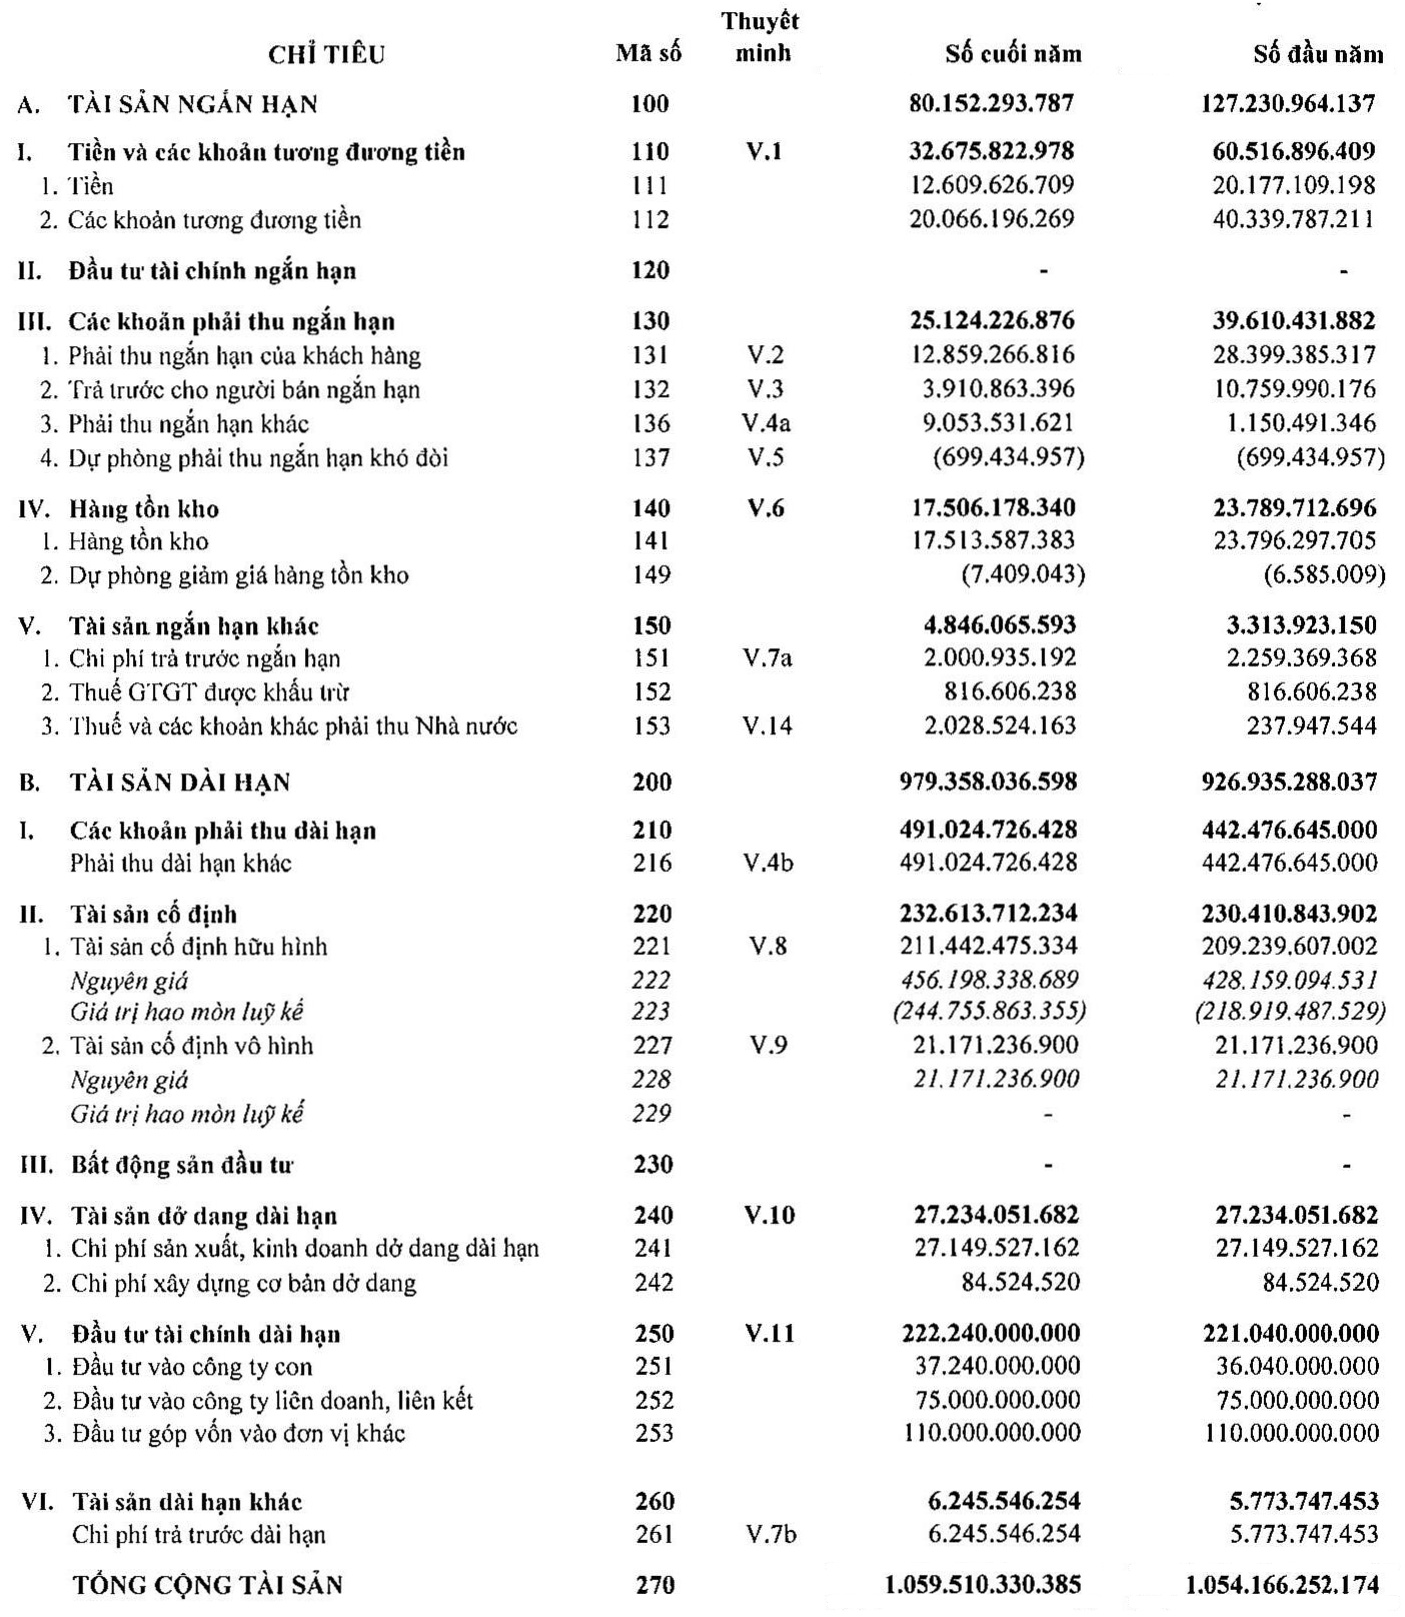 CHỈ TIÊU Mã số Thuyết minh Số cuối năm Số đầu năm
A. TÀI SẢN NGẮN HẠN 100 80.152.293.787 127.230.964.137
I. Tiền và các khoản tương đương tiền 110 V.1 32.675.822.978 60.516.896.409
1. Tiền 111 12.609.626.709 20.177.109.198
2. Các khoản tương đương tiền 112 20.066.196.269 40.339.787.211
II. Đầu tư tài chính ngắn hạn 120 - -
III. Các khoản phải thu ngắn hạn 130 25.124.226.876 39.610.431.882
1. Phải thu ngắn hạn của khách hàng 131 V.2 12.859.266.816 28.399.385.317
2. Trả trước cho người bán ngắn hạn 132 V.3 3.910.863.396 10.759.990.176
3. Phải thu ngắn hạn khác 136 V.4a 9.053.531.621 1.150.491.346
4. Dự phòng phải thu ngắn hạn khó đòi 137 V.5 (699.434.957) (699.434.957)
IV. Hàng tồn kho 140 V.6 17.506.178.340 23.789.712.696
1. Hàng tồn kho 141 17.513.587.383 23.796.297.705
2. Dự phòng giảm giá hàng tồn kho 149 (7.409.043) (6.585.009)
V. Tài sản ngắn hạn khác 150 4.846.065.593 3.313.923.150
1. Chi phí trả trước ngắn hạn 151 V.7a 2.000.935.192 2.259.369.368
2. Thuế GTGT được khấu trừ 152 816.606.238 816.606.238
3. Thuế và các khoản khác phải thu Nhà nước 153 V.14 2.028.524.163 237.947.544
B. TÀI SẢN DÀI HẠN 200 979.358.036.598 926.935.288.037
I. Các khoản phải thu dài hạn 210 491.024.726.428 442.476.645.000
Phải thu dài hạn khác 216 V.4b 491.024.726.428 442.476.645.000
II. Tài sản cố định 220 232.613.712.234 230.410.843.902
1. Tài sản cố định hữu hình 221 V.8 211.442.475.334 209.239.607.002
Nguyên giá 222 456.198.338.689 428.159.094.531
Giá trị hao mòn luỹ kế 223 (244.755.863.355) (218.919.487.529)
2. Tài sản cố định vô hình 227 V.9 21.171.236.900 21.171.236.900
Nguyên giá 228 21.171.236.900 21.171.236.900
Giá trị hao mòn luỹ kế 229 - -
III. Bất động sản đầu tư 230 - -
IV. Tài sản dở dang dài hạn 240 V.10 27.234.051.682 27.234.051.682
1. Chi phí sản xuất, kinh doanh dở dang dài hạn 241 27.149.527.162 27.149.527.162
2. Chi phí xây dựng cơ bản dở dang 242 84.524.520 84.524.520
V. Đầu tư tài chính dài hạn 250 V.11 222.240.000.000 221.040.000.000
1. Đầu tư vào công ty con 251 37.240.000.000 36.040.000.000
2. Đầu tư vào công ty liên doanh, liên kết 252 75.000.000.000 75.000.000.000
3. Đầu tư góp vốn vào đơn vị khác 253 110.000.000.000 110.000.000.000
VI. Tài sản dài hạn khác 260 6.245.546.254 5.773.747.453
Chi phí trả trước dài hạn 261 V.7b 6.245.546.254 5.773.747.453
TỔNG CỘNG TÀI SẢN 270 1.059.510.330.385 1.054.166.252.174